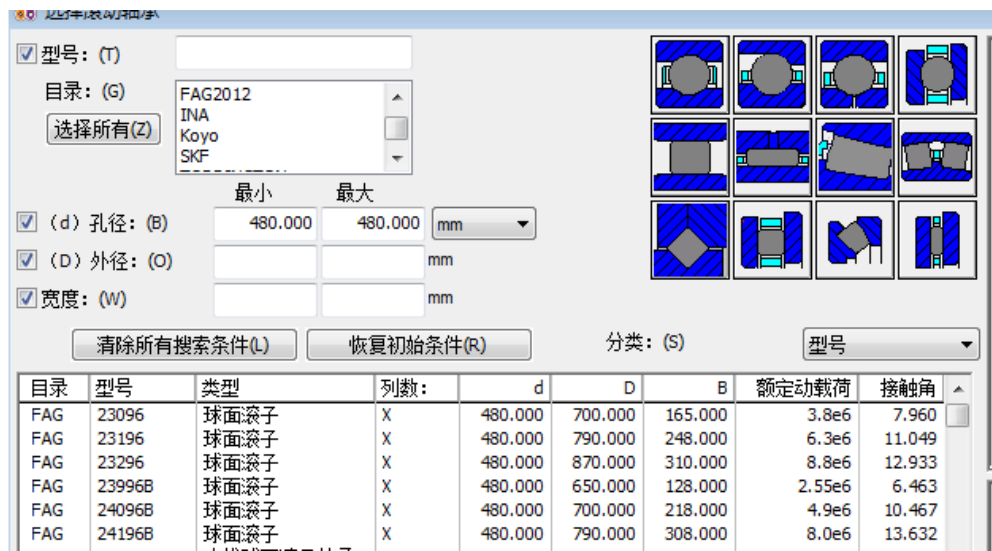 选择滚动轴承
型号: (T)
目录: (G)
FAG2012
INA
Koyo
SKF
选择所有(Z)
最小 最大
(d) 孔径: (B) 480.000 480.000 mm
(D) 外径: (O) mm
宽度: (W) mm
清除所有搜索条件(L) 恢复初始条件(R) 分类: (S) 型号
目录 型号 类型 列数: d D B 额定动载荷 接触角
FAG 23096 球面滚子 X 480.000 700.000 165.000 3.8e6 7.960
FAG 23196 球面滚子 X 480.000 790.000 248.000 6.3e6 11.049
FAG 23296 球面滚子 X 480.000 870.000 310.000 8.8e6 12.933
FAG 23996B 球面滚子 X 480.000 650.000 128.000 2.55e6 6.463
FAG 24096B 球面滚子 X 480.000 700.000 218.000 4.9e6 10.467
FAG 24196B 球面滚子 X 480.000 790.000 308.000 8.0e6 13.632